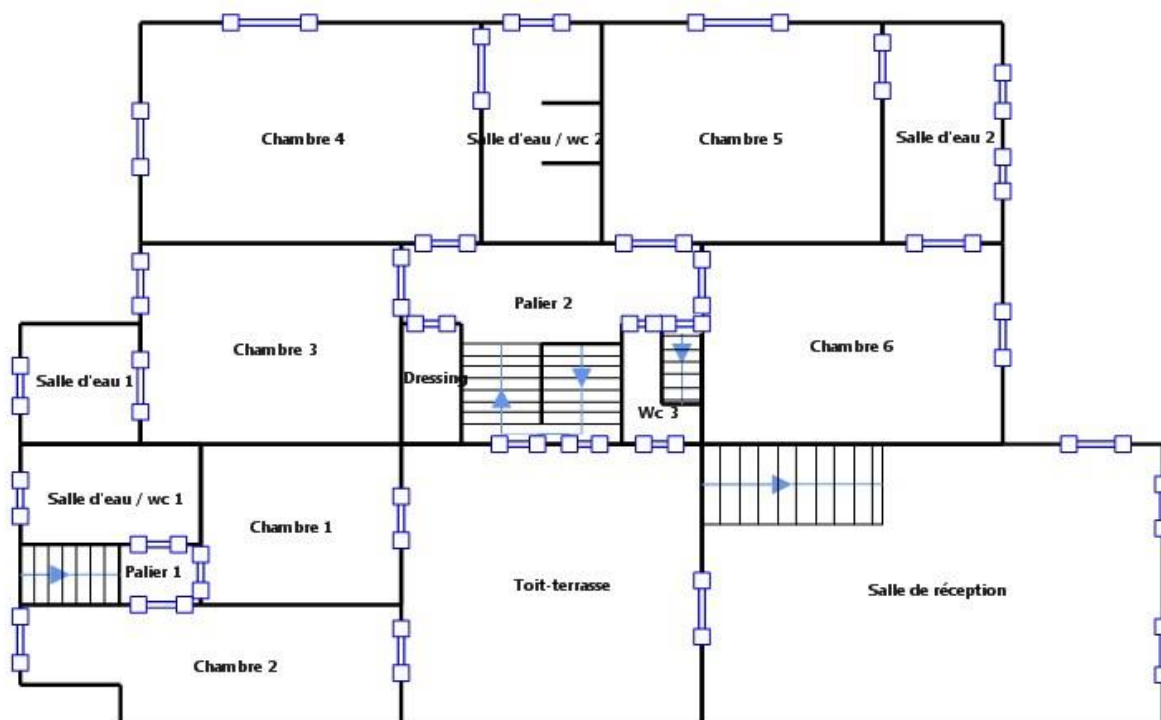 Chambre 4
Salle d'eau / wc 2
Chambre 5
Salle d'eau 2
Palier 2
Chambre 3
Chambre 6
Salle d'eau 1
Dressing
Wc 3
Salle d'eau / wc 1
Chambre 1
Palier 1
Toit-terrasse
Salle de réception
Chambre 2